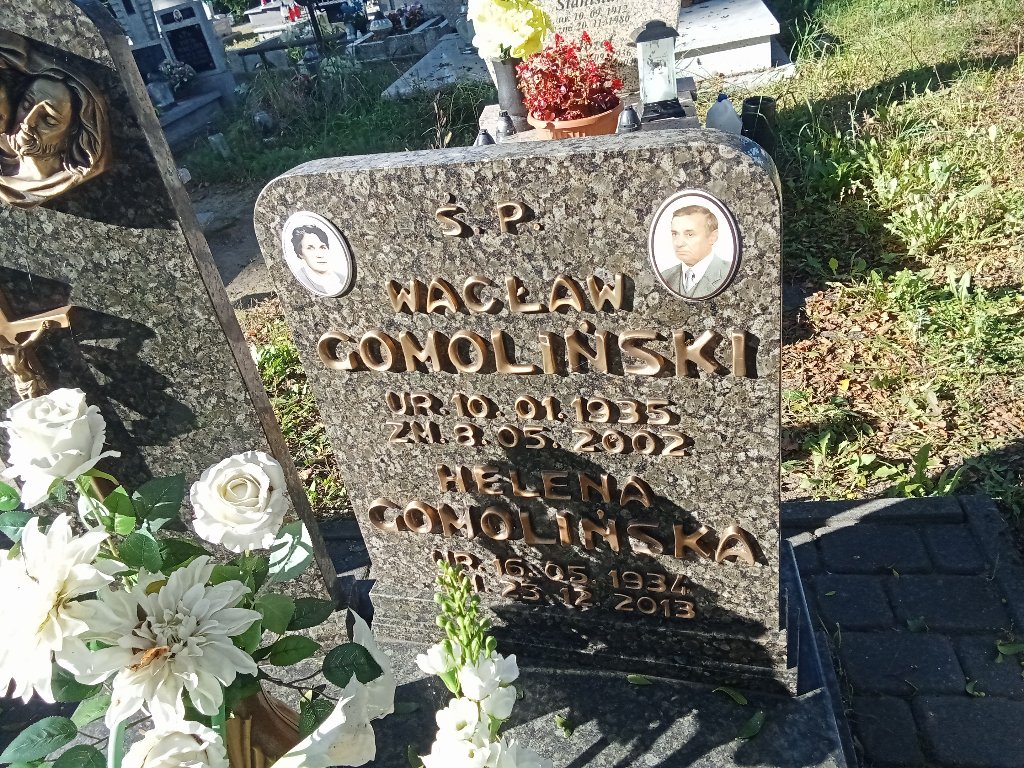 Ś. P.
WACŁAW
GOMOLIŃSKI
UR. 10. 01. 1935
ZM. 8. 05. 2002
HELENA
GOMOLIŃSKA
UR. 16. 05 1934
23. 12. 2013